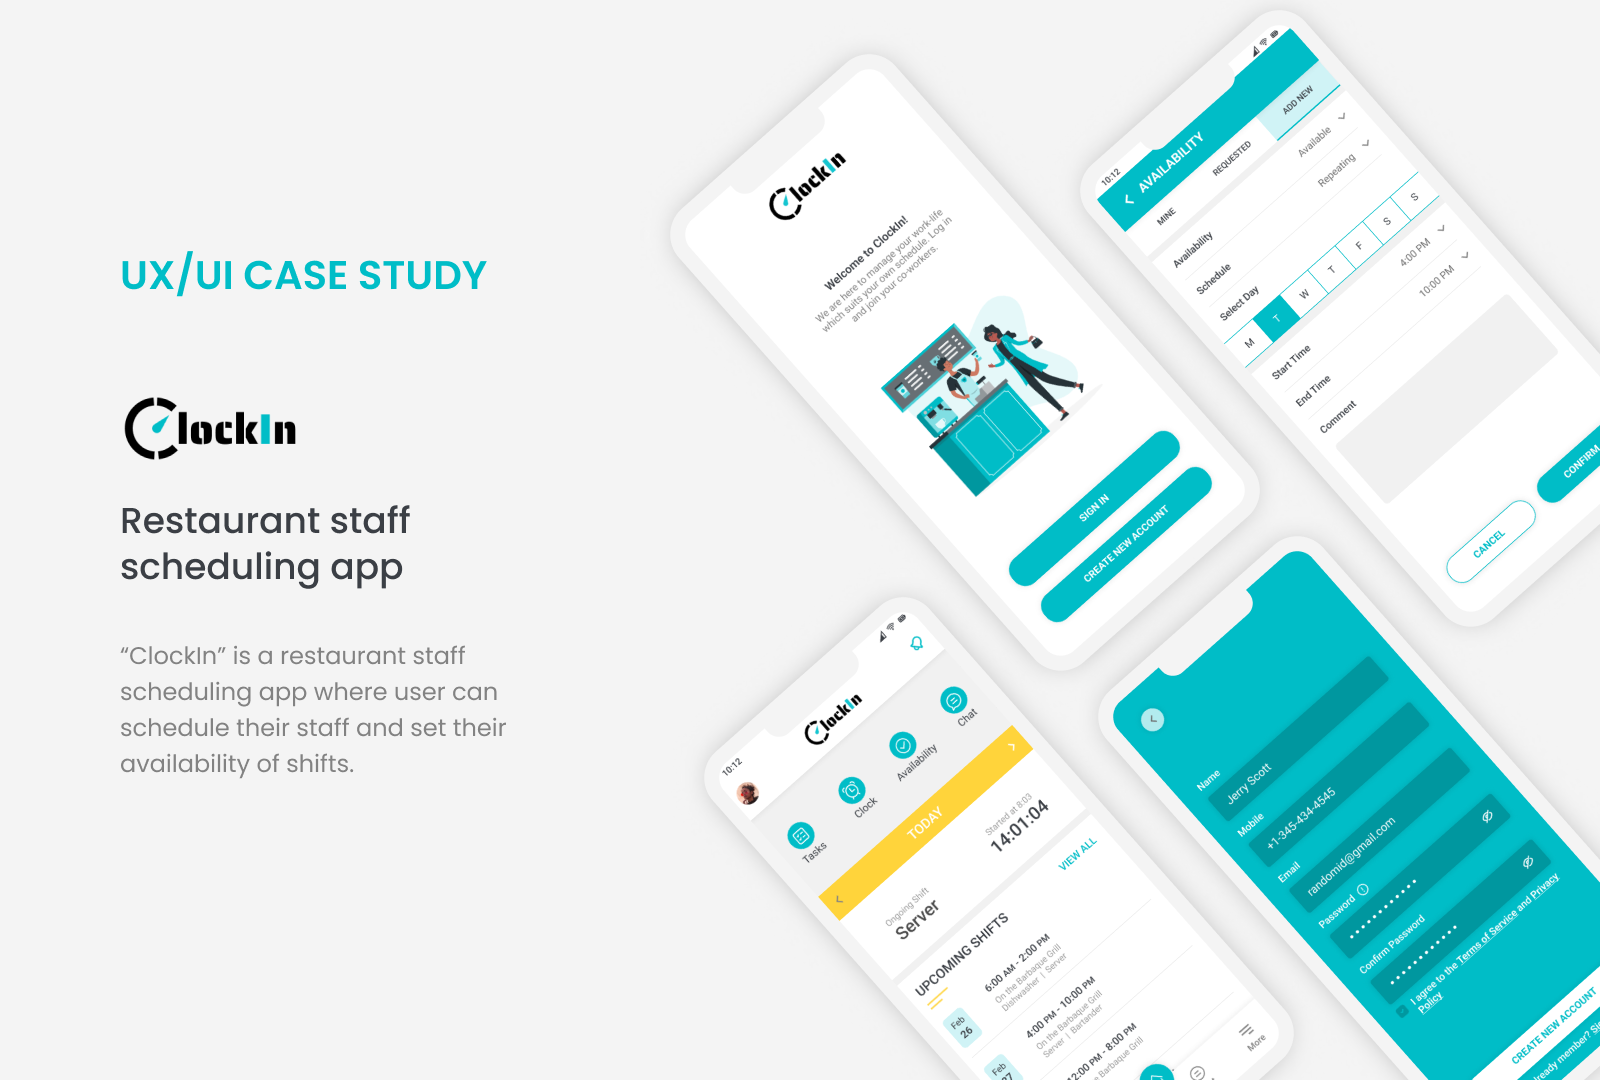 UX/UI CASE STUDY
ClockIn
Restaurant staff
scheduling app
“ClockIn” is a restaurant staff
scheduling app where user can
schedule their staff and set their
availability of shifts.
ClockIn
Welcome to ClockIn!
We are here to manage your work-life
which suits your own schedule. Log in
and join your co-workers.
SIGN IN
CREATE NEW ACCOUNT
10:12
AVAILABILITY
MINE
REQUESTED
ADD NEW
Availability
Available
Schedule
Repeating
Select Day
M T W T F S S
Start Time
4:00 PM
End Time
10:00 PM
Comment
CANCEL
CONFIRM
10:12
ClockIn
Tasks
Clock
Availability
Chat
TODAY
Ongoing Shift
Server
Started at 8.03
14:01:04
UPCOMING SHIFTS
VIEW ALL
Feb
26
6:00 AM - 2:00 PM
On the Barbaque Grill
Dishwasher | Server
Feb
27
4:00 PM - 10:00 PM
On the Barbaque Grill
Server | Bartander
12:00 PM - 8:00 PM
On the Barbaque Grill
More
Name
Jerry Scott
Mobile
+1-345-434-4545
Email
randomid@gmail.com
Password
Confirm Password
I agree to the Terms of Service and Privacy
Policy
CREATE NEW ACCOUNT
already member?